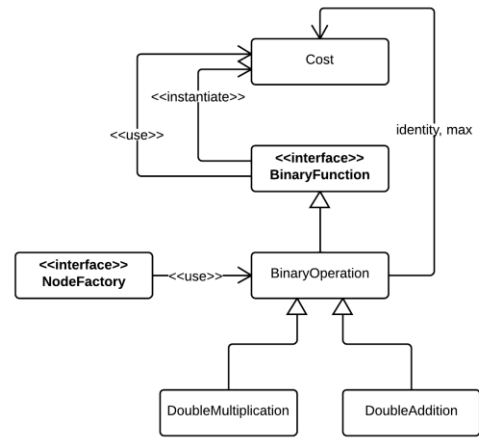 Cost
<<instantiate>>
<<use>>
identity, max
<<interface>>
BinaryFunction
<<interface>>
NodeFactory
<<use>>
BinaryOperation
DoubleMultiplication
DoubleAddition